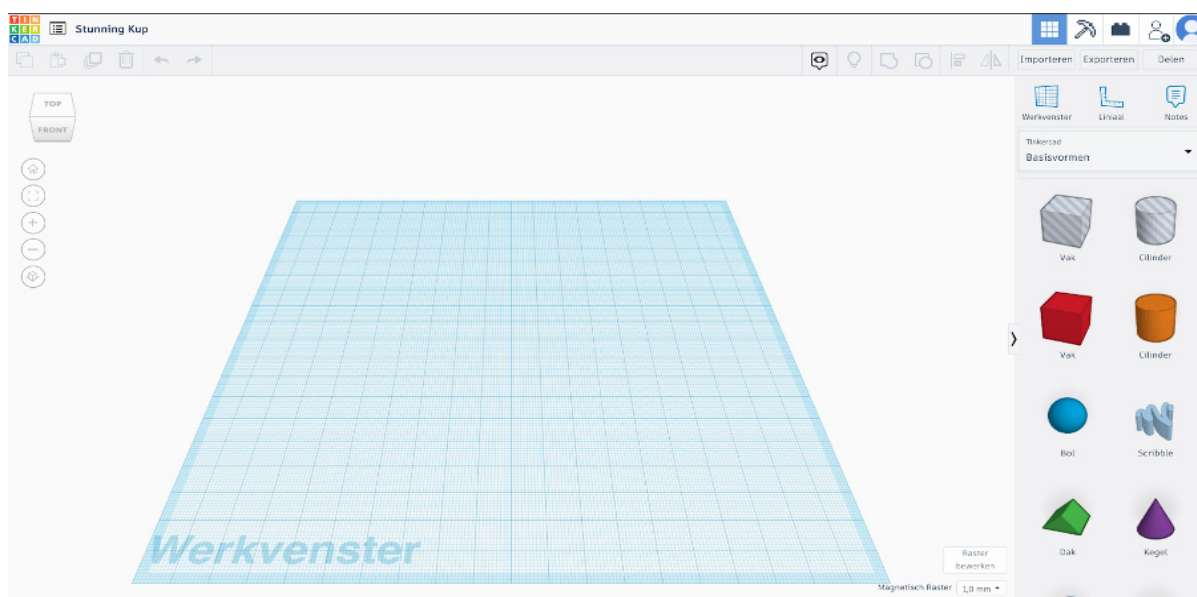 TIN
KER
CAD
Stunning Kup
Importeren Exporteren Delen
TOP
FRONT
Werkvenster Liniaal Notes
Tinkercad
Basisvormen
Vak Cilinder
Vak Cilinder
Bol Scribble
Dak Kegel
Werkvenster
Raster
bewerken
Magnetisch Raster 1,0 mm